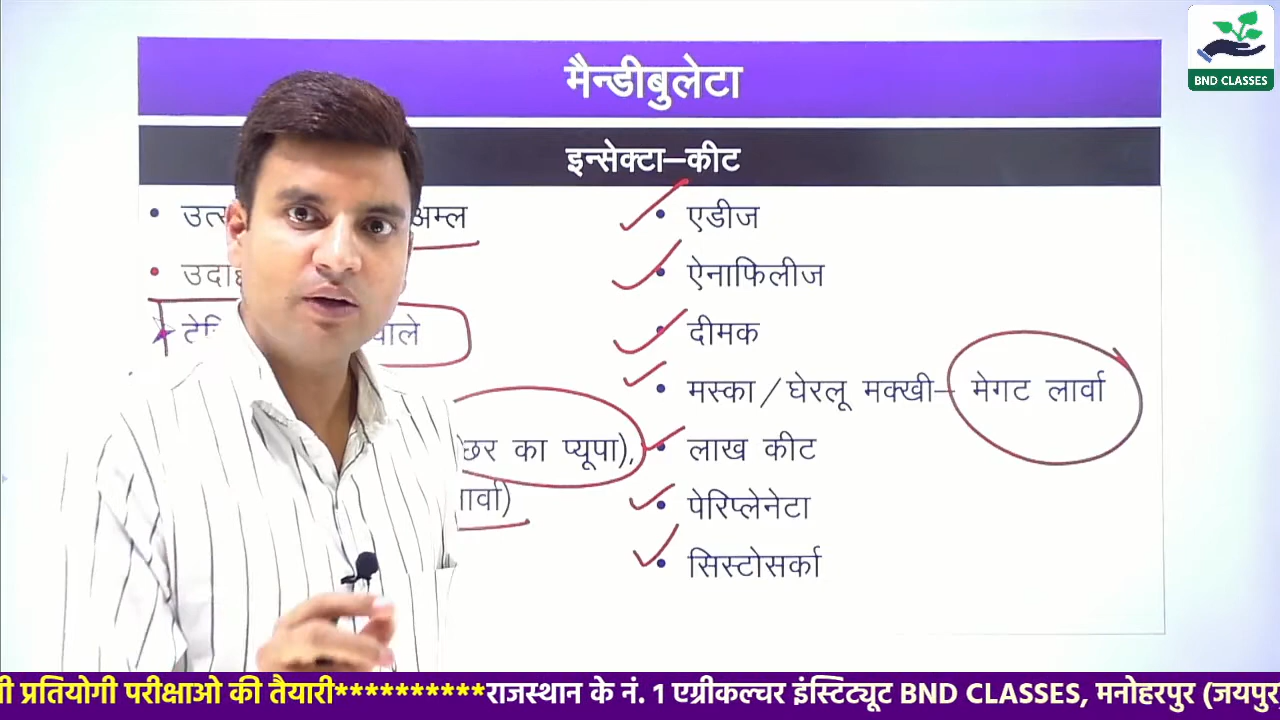 मैन्डीबुलेटा
BND CLASSES
इन्सेक्टा–कीट
अम्ल
वाले
का प्यूपा),
• एडीज
• ऐनाफिलीज
• दीमक
• मस्का / घेरलू मक्खी– मेगट लार्वा
• लाख कीट
• पेरिप्लेनेटा
• सिस्टोसर्का
प्रतियोगी परीक्षाओ की तैयारी**********राजस्थान के नं. 1 एग्रीकल्चर इंस्टिट्यूट BND CLASSES, मनोहरपुर (जयपुर)